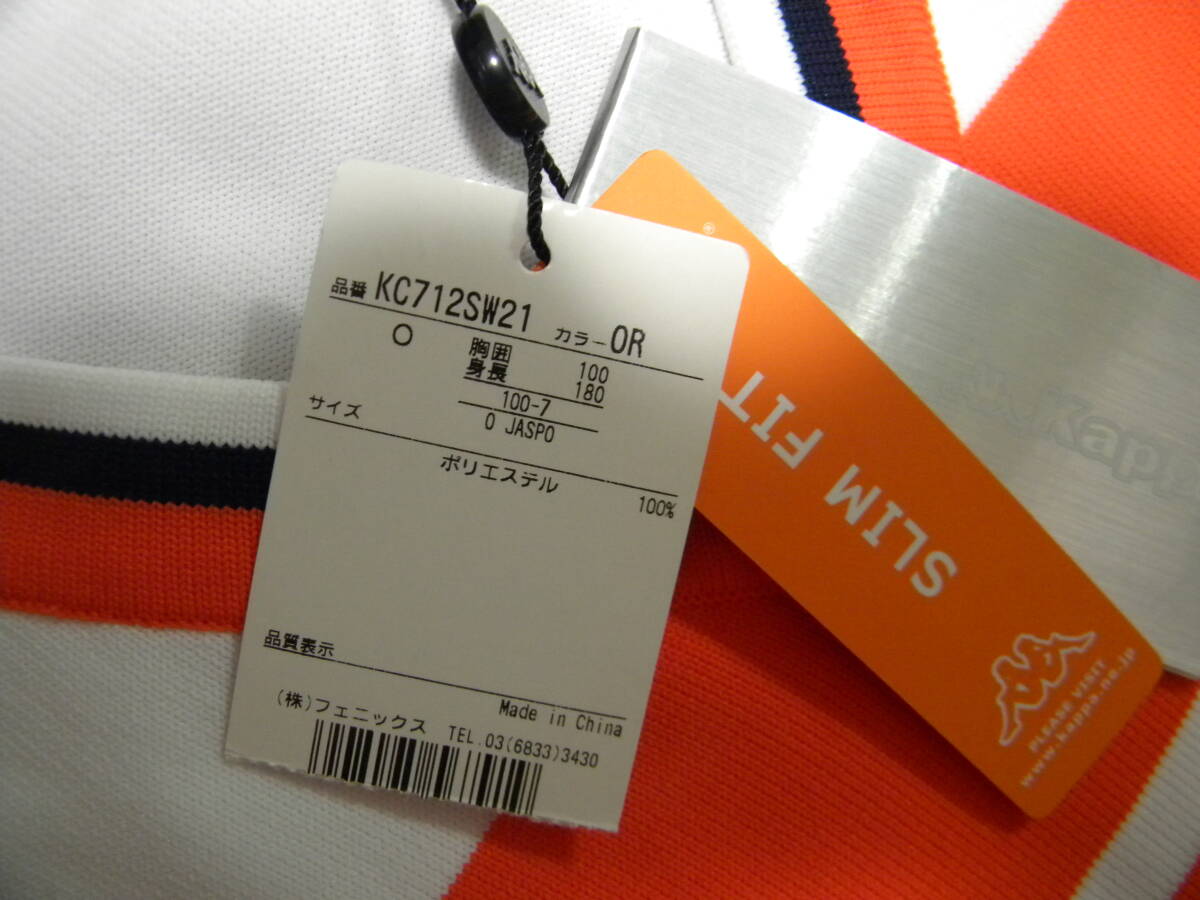 品番 KC712SW21 カラー OR
O
胸囲 100
身長 180
100-7
O JASPO
サイズ
ポリエステル 100%
品質表示
Made in China
(株)フェニックス TEL.03(6833)3430
SLIM FIT
PLEASE VISIT
www.kappa.ne.jp
Kappa